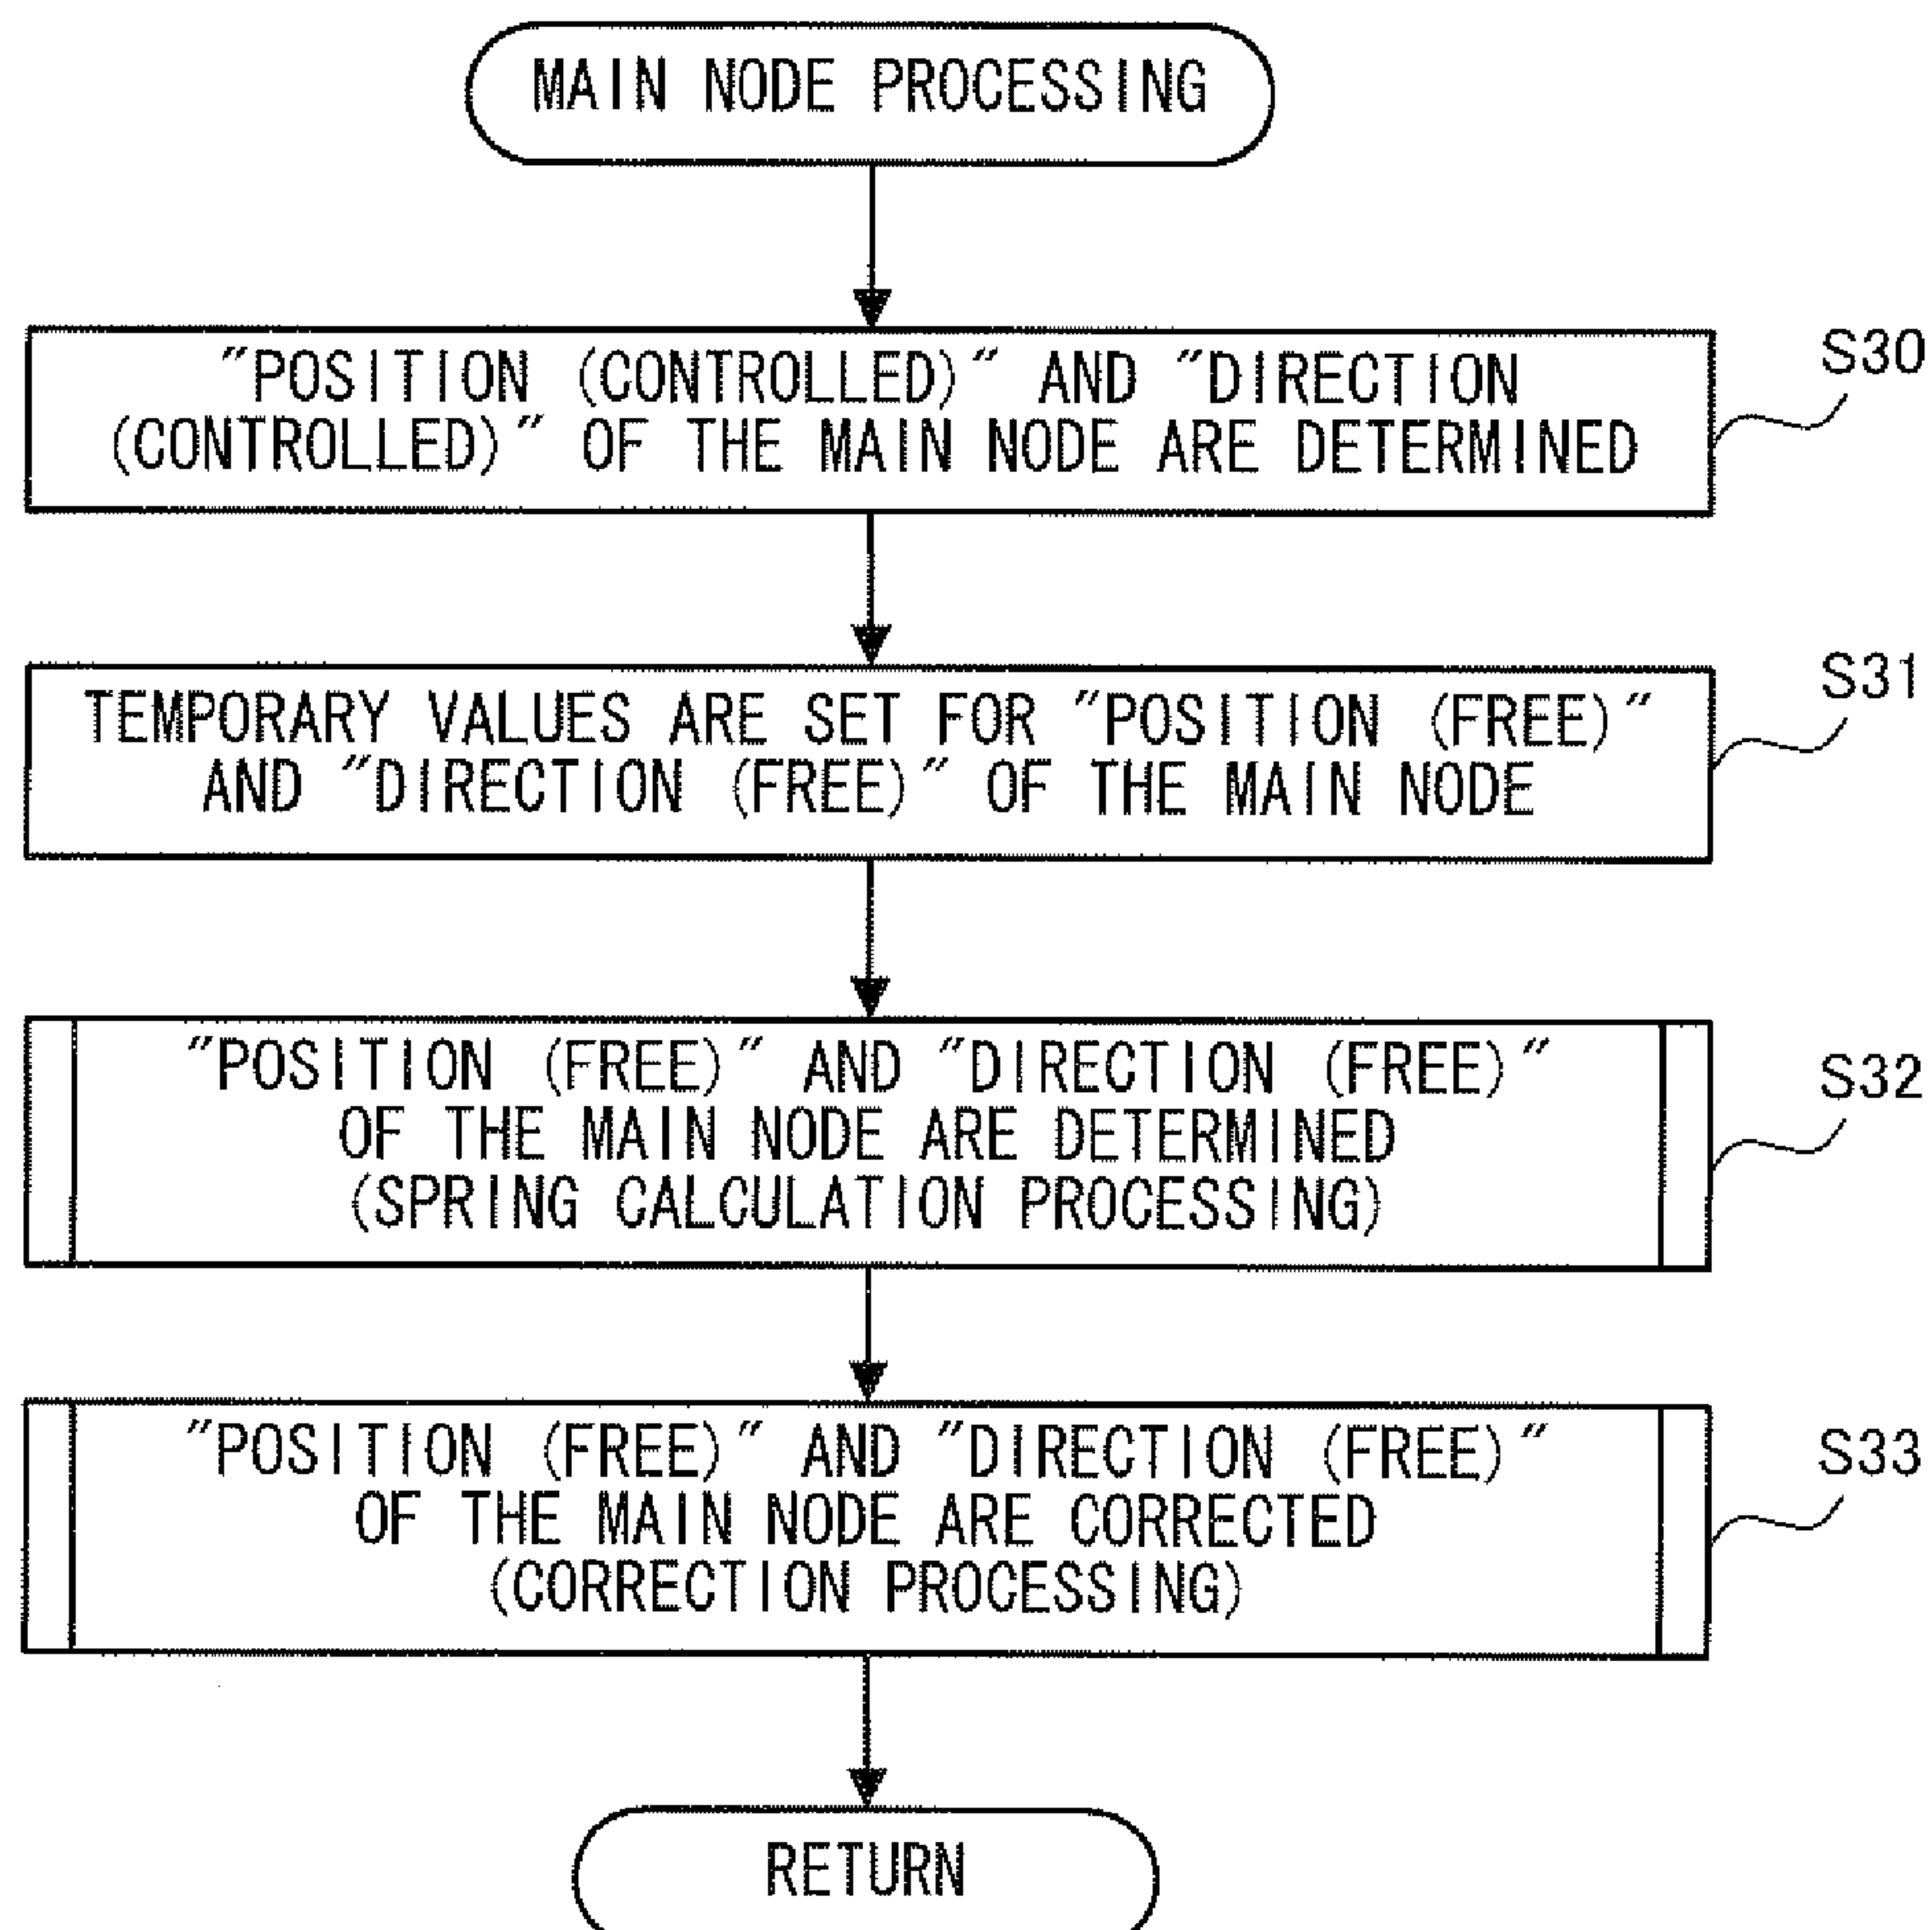 MAIN NODE PROCESSING
"POSITION (CONTROLLED)" AND "DIRECTION
(CONTROLLED)" OF THE MAIN NODE ARE DETERMINED
S30
TEMPORARY VALUES ARE SET FOR "POSITION (FREE)"
AND "DIRECTION (FREE)" OF THE MAIN NODE
S31
"POSITION (FREE)" AND "DIRECTION (FREE)"
OF THE MAIN NODE ARE DETERMINED
(SPRING CALCULATION PROCESSING)
S32
"POSITION (FREE)" AND "DIRECTION (FREE)"
OF THE MAIN NODE ARE CORRECTED
(CORRECTION PROCESSING)
S33
RETURN